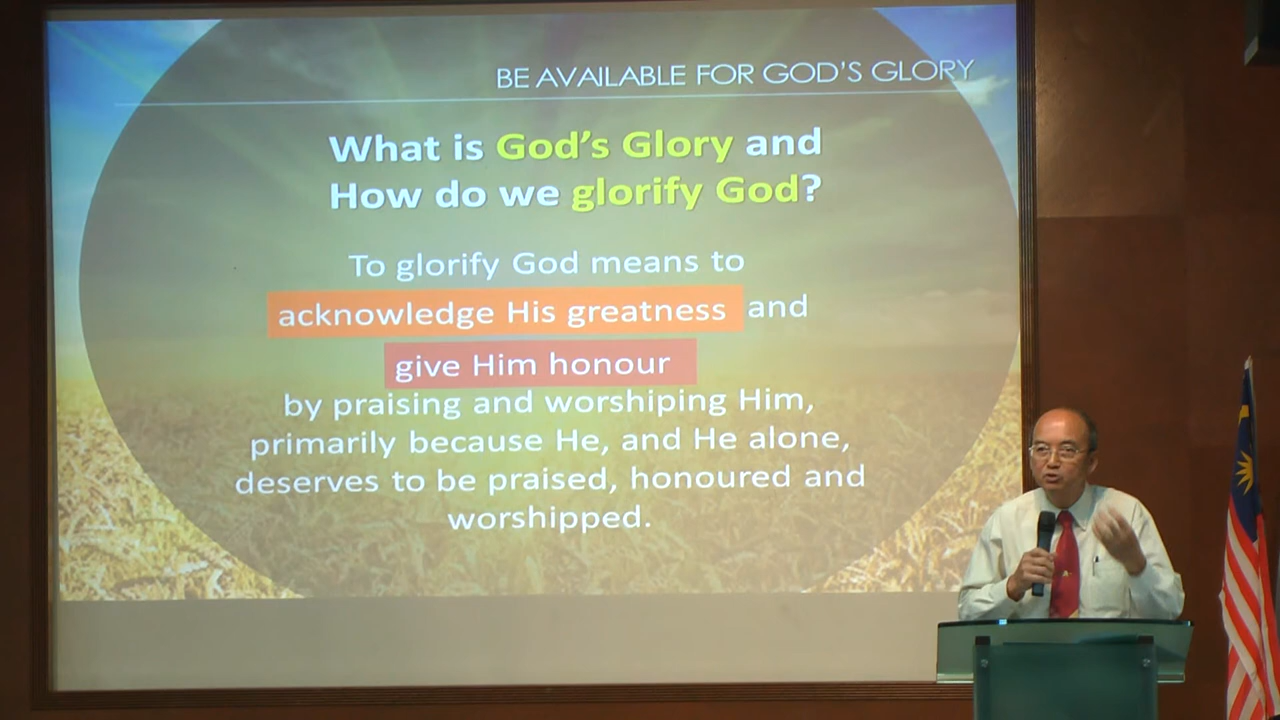 BE AVAILABLE FOR GOD'S GLORY
What is God's Glory and
How do we glorify God?
To glorify God means to
acknowledge His greatness and
give Him honour
by praising and worshiping Him,
primarily because He, and He alone,
deserves to be praised, honoured and
worshipped.